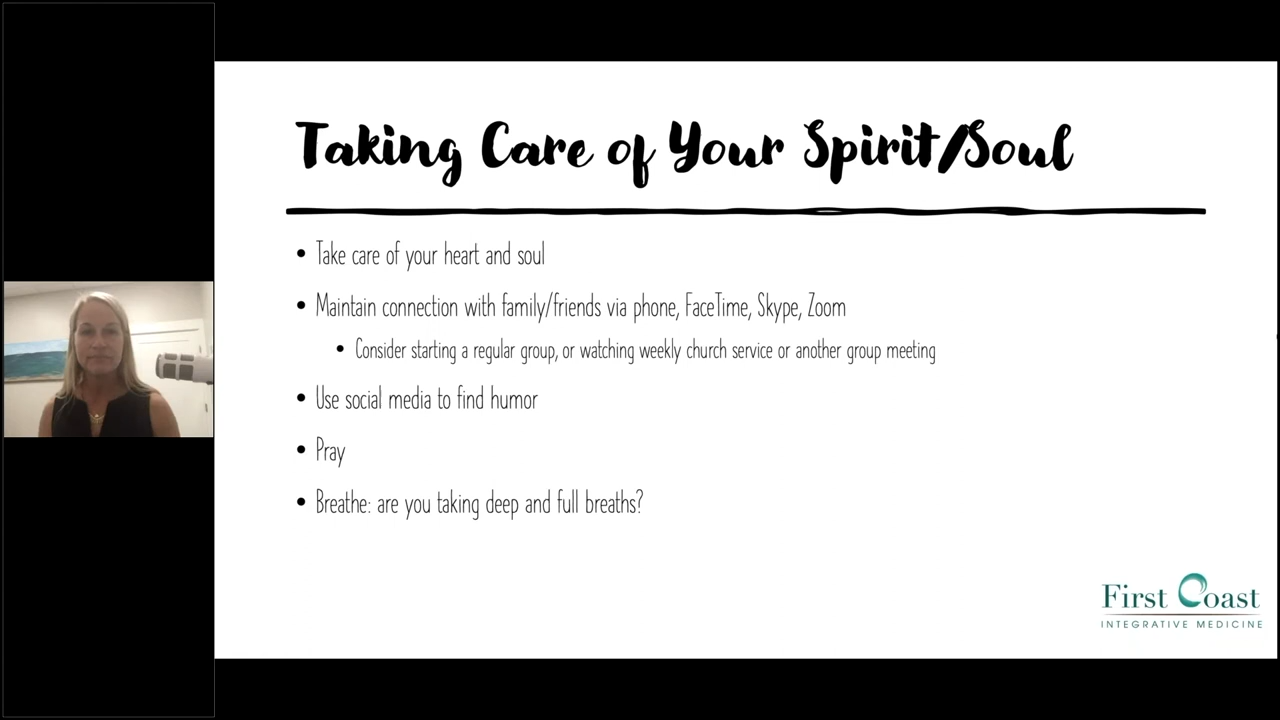 Taking Care of Your Spirit/Soul
• Take care of your heart and soul
• Maintain connection with family/friends via phone, FaceTime, Skype, Zoom
• Consider starting a regular group, or watching weekly church service or another group meeting
• Use social media to find humor
• Pray
• Breathe: are you taking deep and full breaths?
First Coast
INTEGRATIVE MEDICINE